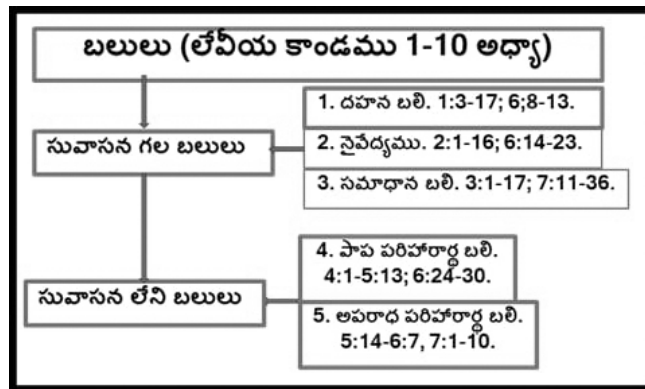 బలులు (లేవీయ కాండము 1-10 అధ్యా)
సువాసన గల బలులు
1. దహన బలి. 1:3-17; 6;8-13.
2. నైవేద్యము. 2:1-16; 6:14-23.
3. సమాధాన బలి. 3:1-17; 7:11-36.
సువాసన లేని బలులు
4. పాప పరిహారార్థ బలి.
4:1-5:13; 6:24-30.
5. అపరాధ పరిహారార్థ బలి.
5:14-6:7, 7:1-10.